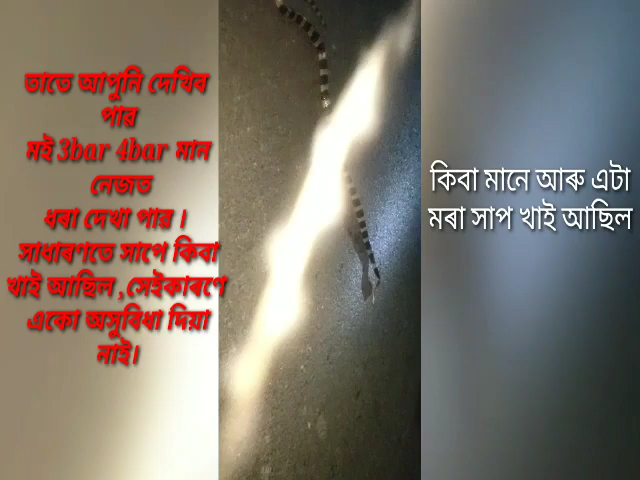 তাতে আপুনি দেখিব
পাৱ
মই 3bar 4bar মান
নেজত
ধৰা দেখা পাৱ ।
সাধাৰণতে সাপে কিবা
খাই আছিল ,সেইকাৰণে
একো অসুবিধা দিয়া
নাই।
কিবা মানে আৰু এটা
মৰা সাপ খাই আছিল